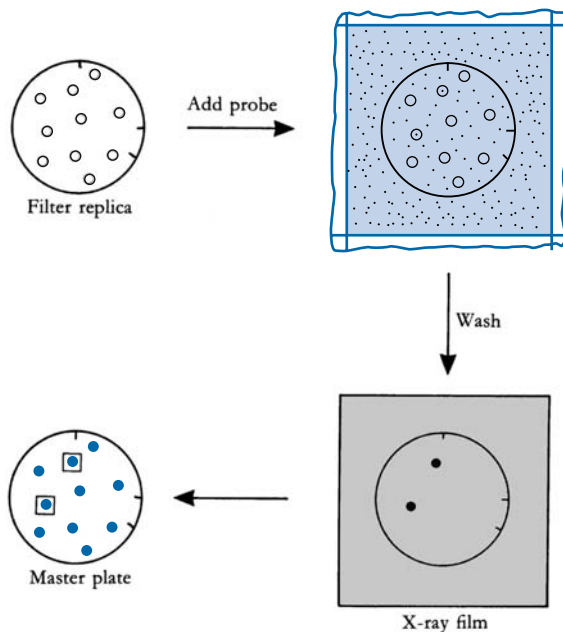 Add probe
Filter replica
Wash
Master plate
X-ray film